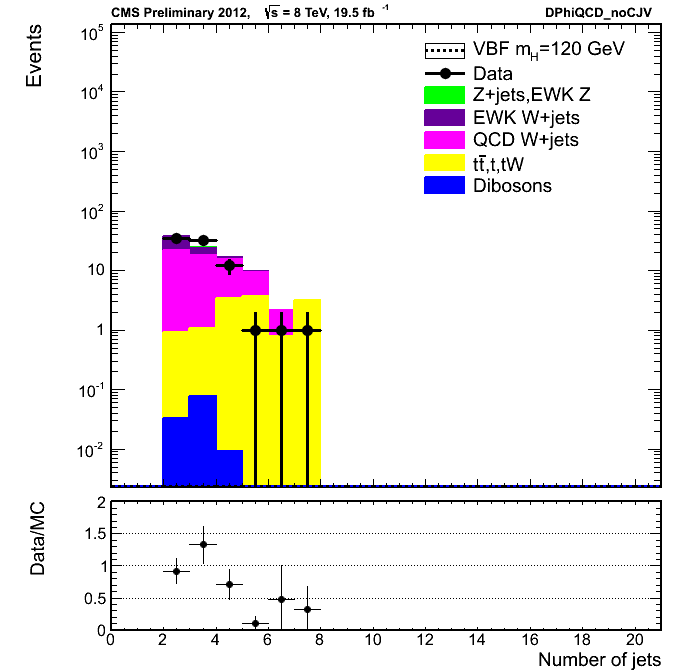 CMS Preliminary 2012, √s = 8 TeV, 19.5 fb⁻¹ DPhiQCD_noCJV
Events
10⁵
10⁴
10³
10²
10
1
10⁻¹
10⁻²
VBF m_H=120 GeV
Data
Z+jets,EWK Z
EWK W+jets
QCD W+jets
tt̄,t,tW
Dibosons
Data/MC
2
1.5
1
0.5
0
0 2 4 6 8 10 12 14 16 18 20
Number of jets